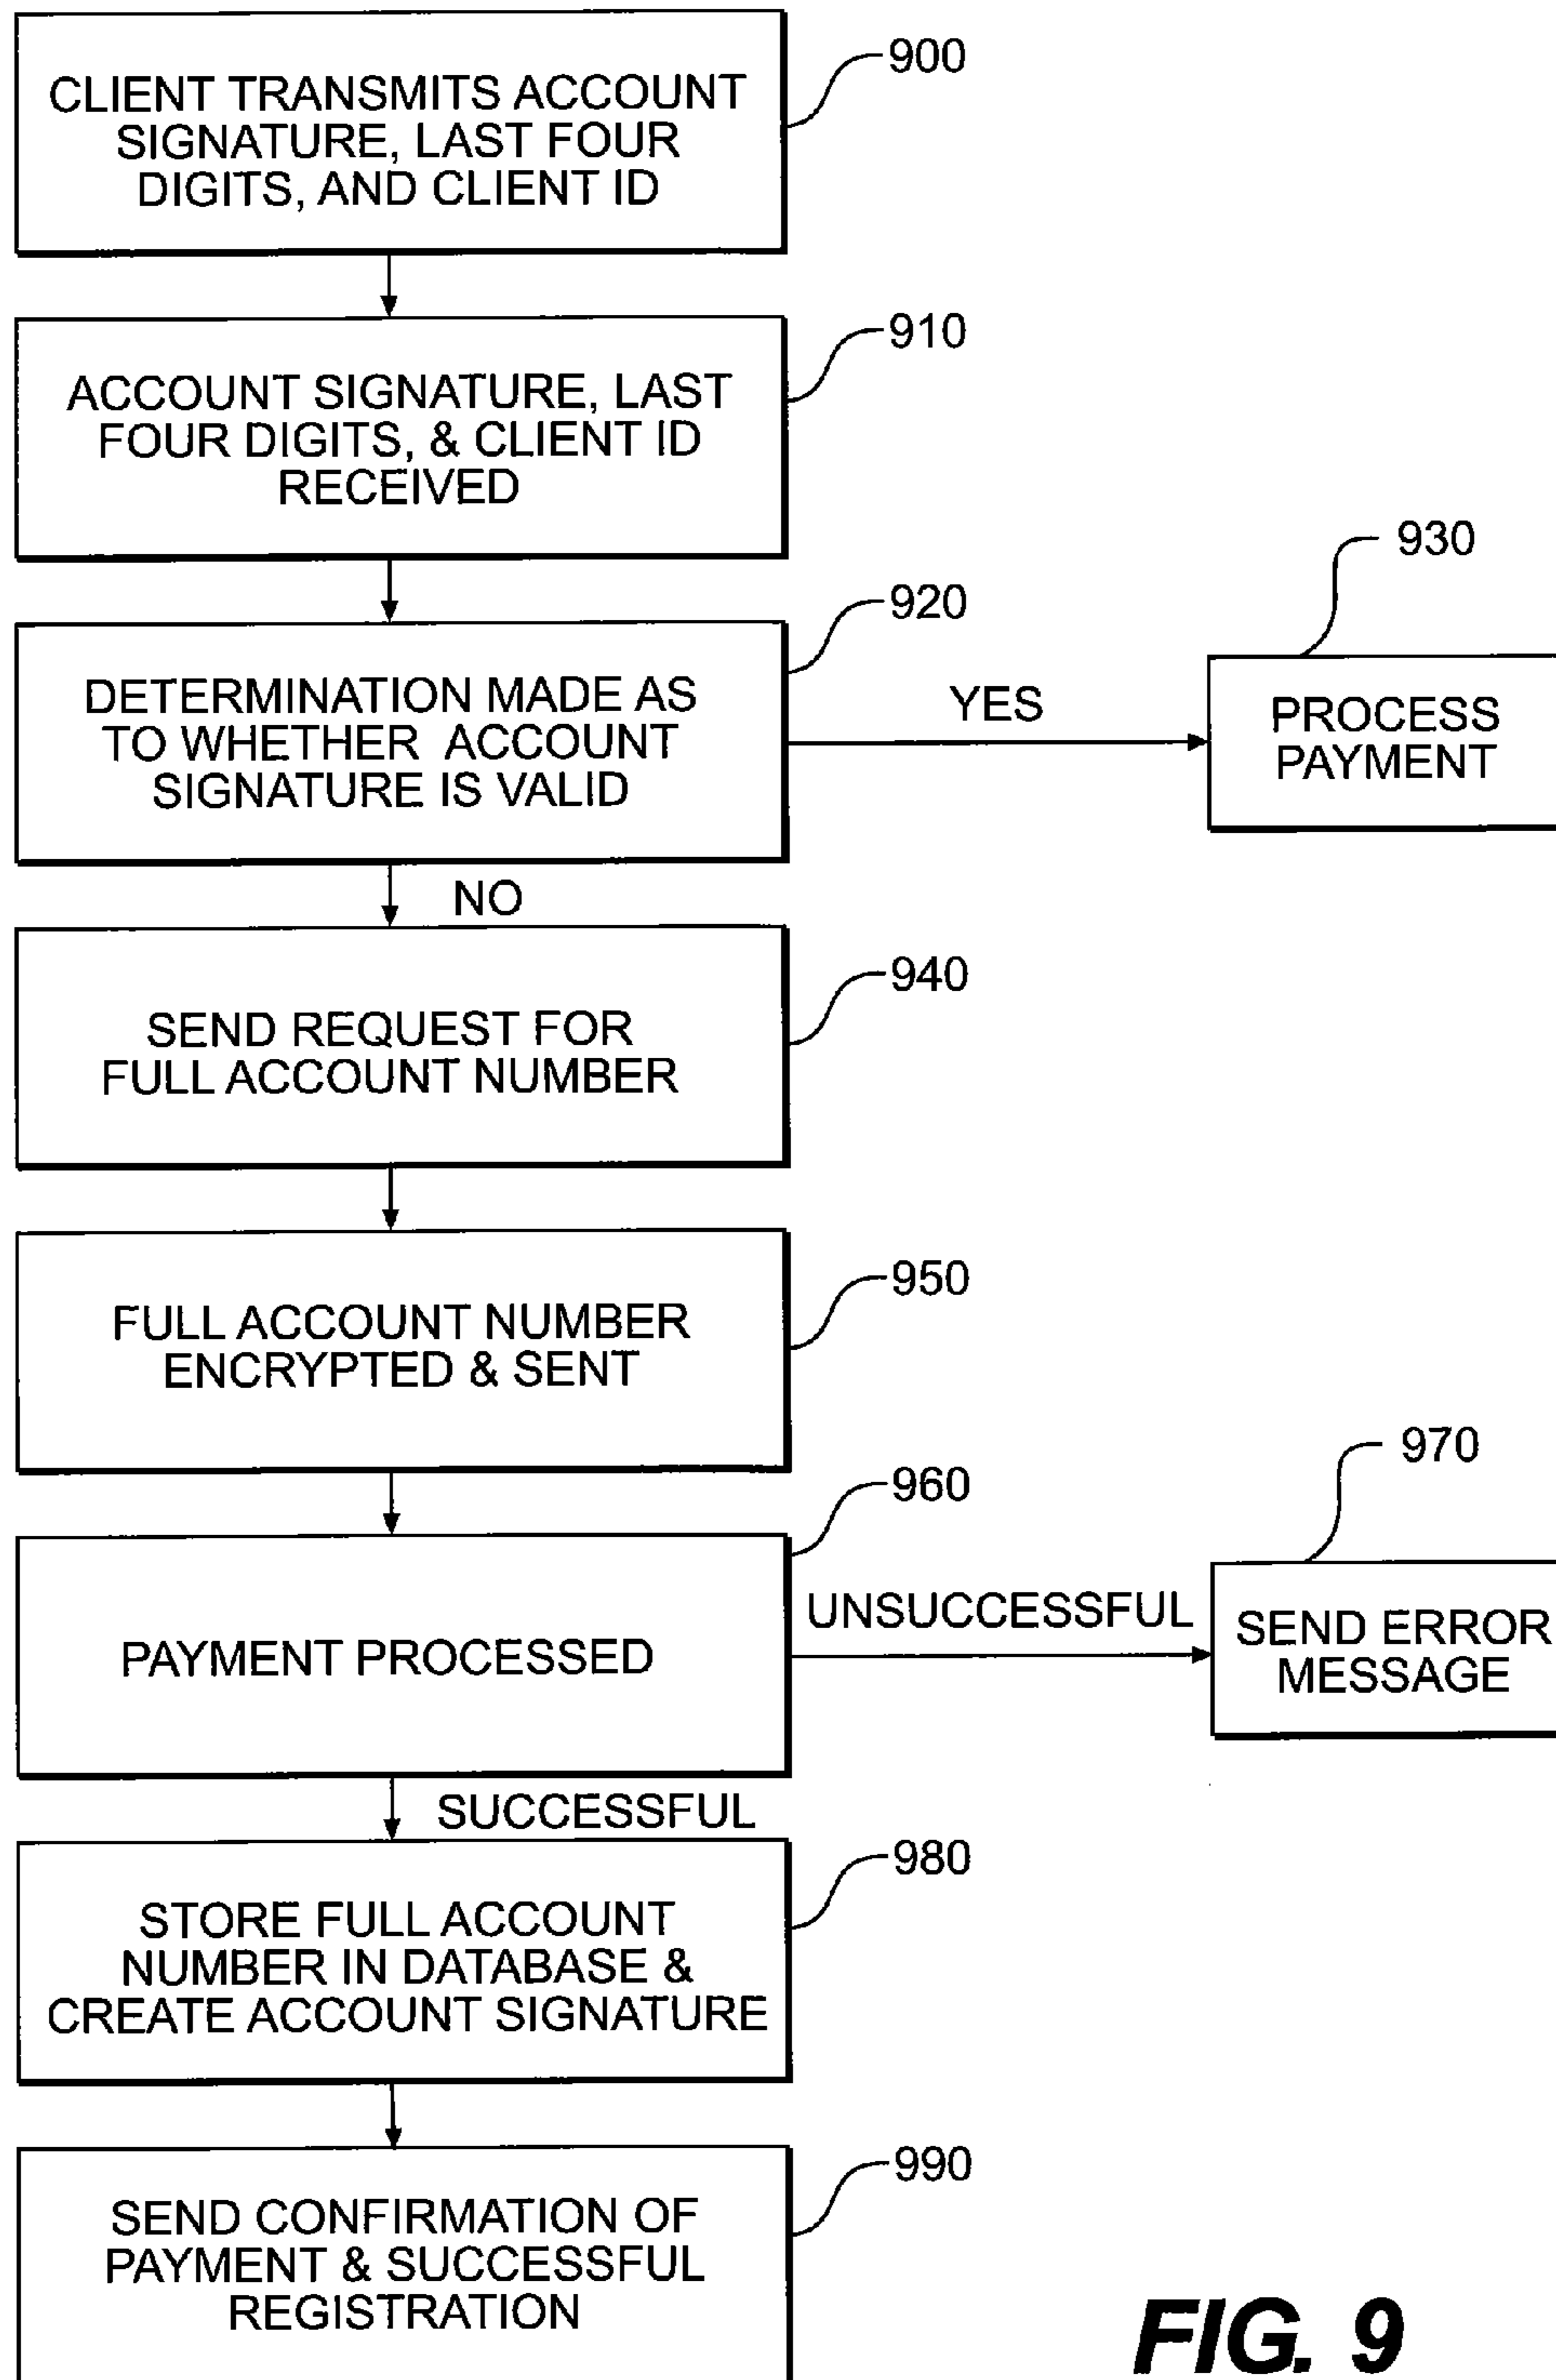 CLIENT TRANSMITS ACCOUNT
SIGNATURE, LAST FOUR
DIGITS, AND CLIENT ID
900
ACCOUNT SIGNATURE, LAST
FOUR DIGITS, & CLIENT ID
RECEIVED
910
DETERMINATION MADE AS
TO WHETHER ACCOUNT
SIGNATURE IS VALID
920
YES
930
PROCESS
PAYMENT
NO
SEND REQUEST FOR
FULL ACCOUNT NUMBER
940
FULL ACCOUNT NUMBER
ENCRYPTED & SENT
950
PAYMENT PROCESSED
960
UNSUCCESSFUL
970
SEND ERROR
MESSAGE
SUCCESSFUL
STORE FULL ACCOUNT
NUMBER IN DATABASE &
CREATE ACCOUNT SIGNATURE
980
SEND CONFIRMATION OF
PAYMENT & SUCCESSFUL
REGISTRATION
990
FIG. 9